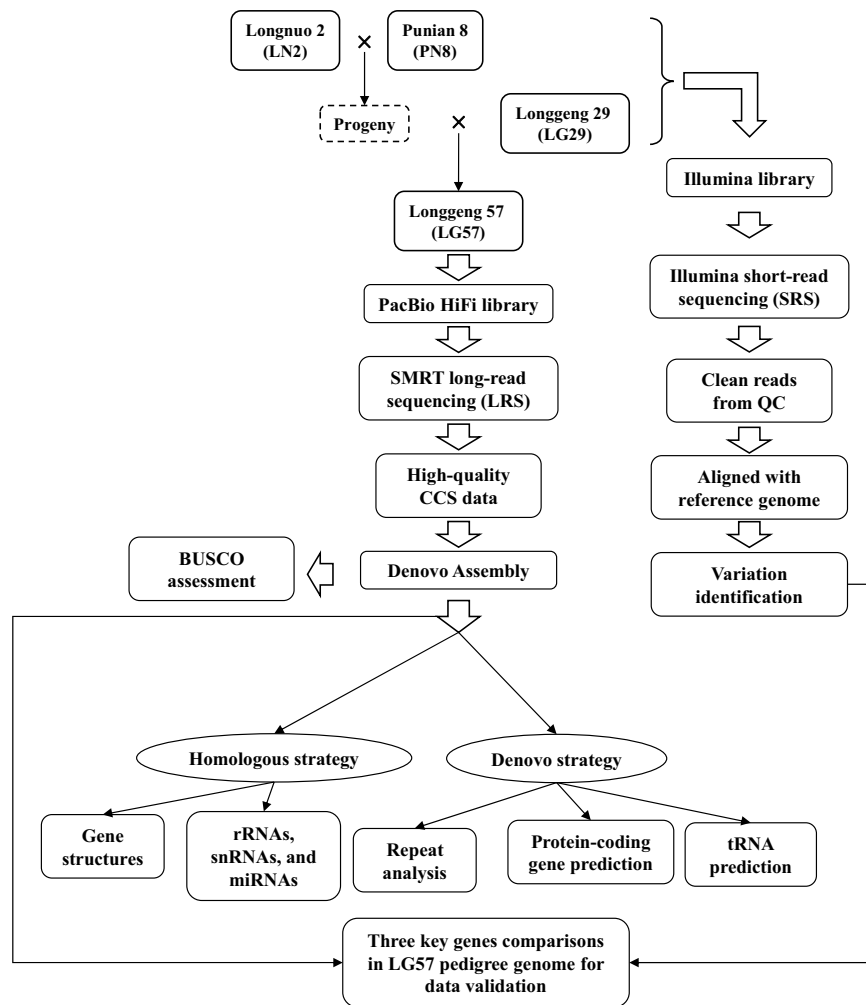 Longnuo 2
(LN2)
×
Punian 8
(PN8)
Progeny
×
Longgeng 29
(LG29)
Longgeng 57
(LG57)
PacBio HiFi library
SMRT long-read
sequencing (LRS)
High-quality
CCS data
Denovo Assembly
BUSCO
assessment
Illumina library
Illumina short-read
sequencing (SRS)
Clean reads
from QC
Aligned with
reference genome
Variation
identification
Homologous strategy
Denovo strategy
Gene
structures
rRNAs,
snRNAs, and
miRNAs
Repeat
analysis
Protein-coding
gene prediction
tRNA
prediction
Three key genes comparisons
in LG57 pedigree genome for
data validation